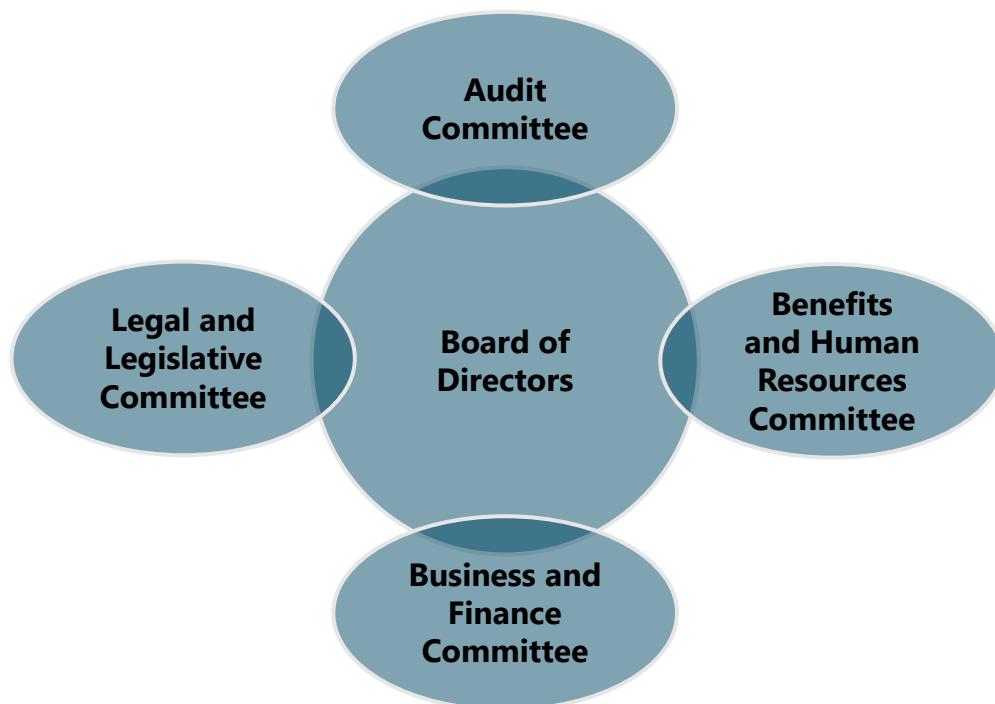 Audit
Committee
Legal and
Legislative
Committee
Board of
Directors
Benefits
and Human
Resources
Committee
Business and
Finance
Committee